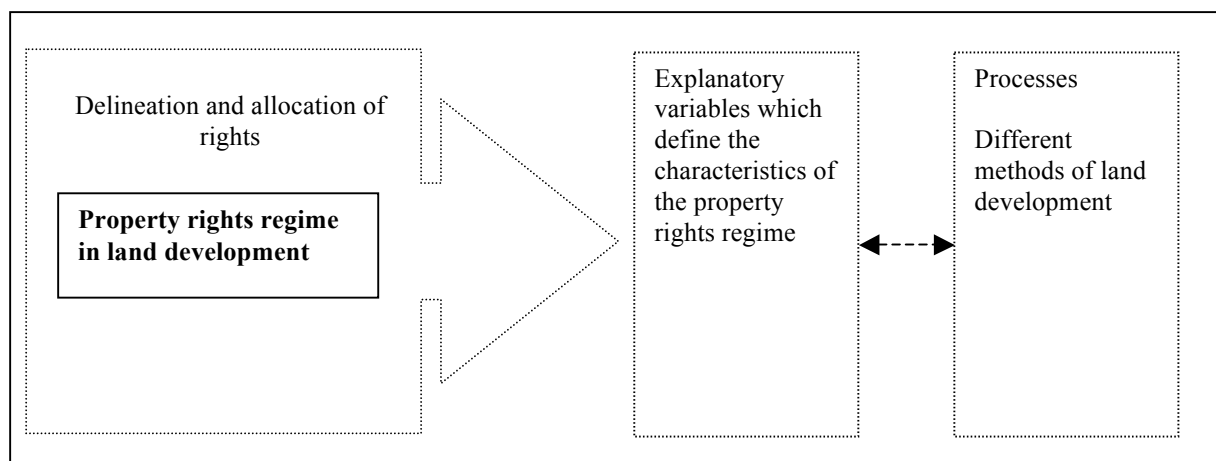 Delineation and allocation of
rights
Property rights regime
in land development
Explanatory
variables which
define the
characteristics of
the property
rights regime
Processes
Different
methods of land
development